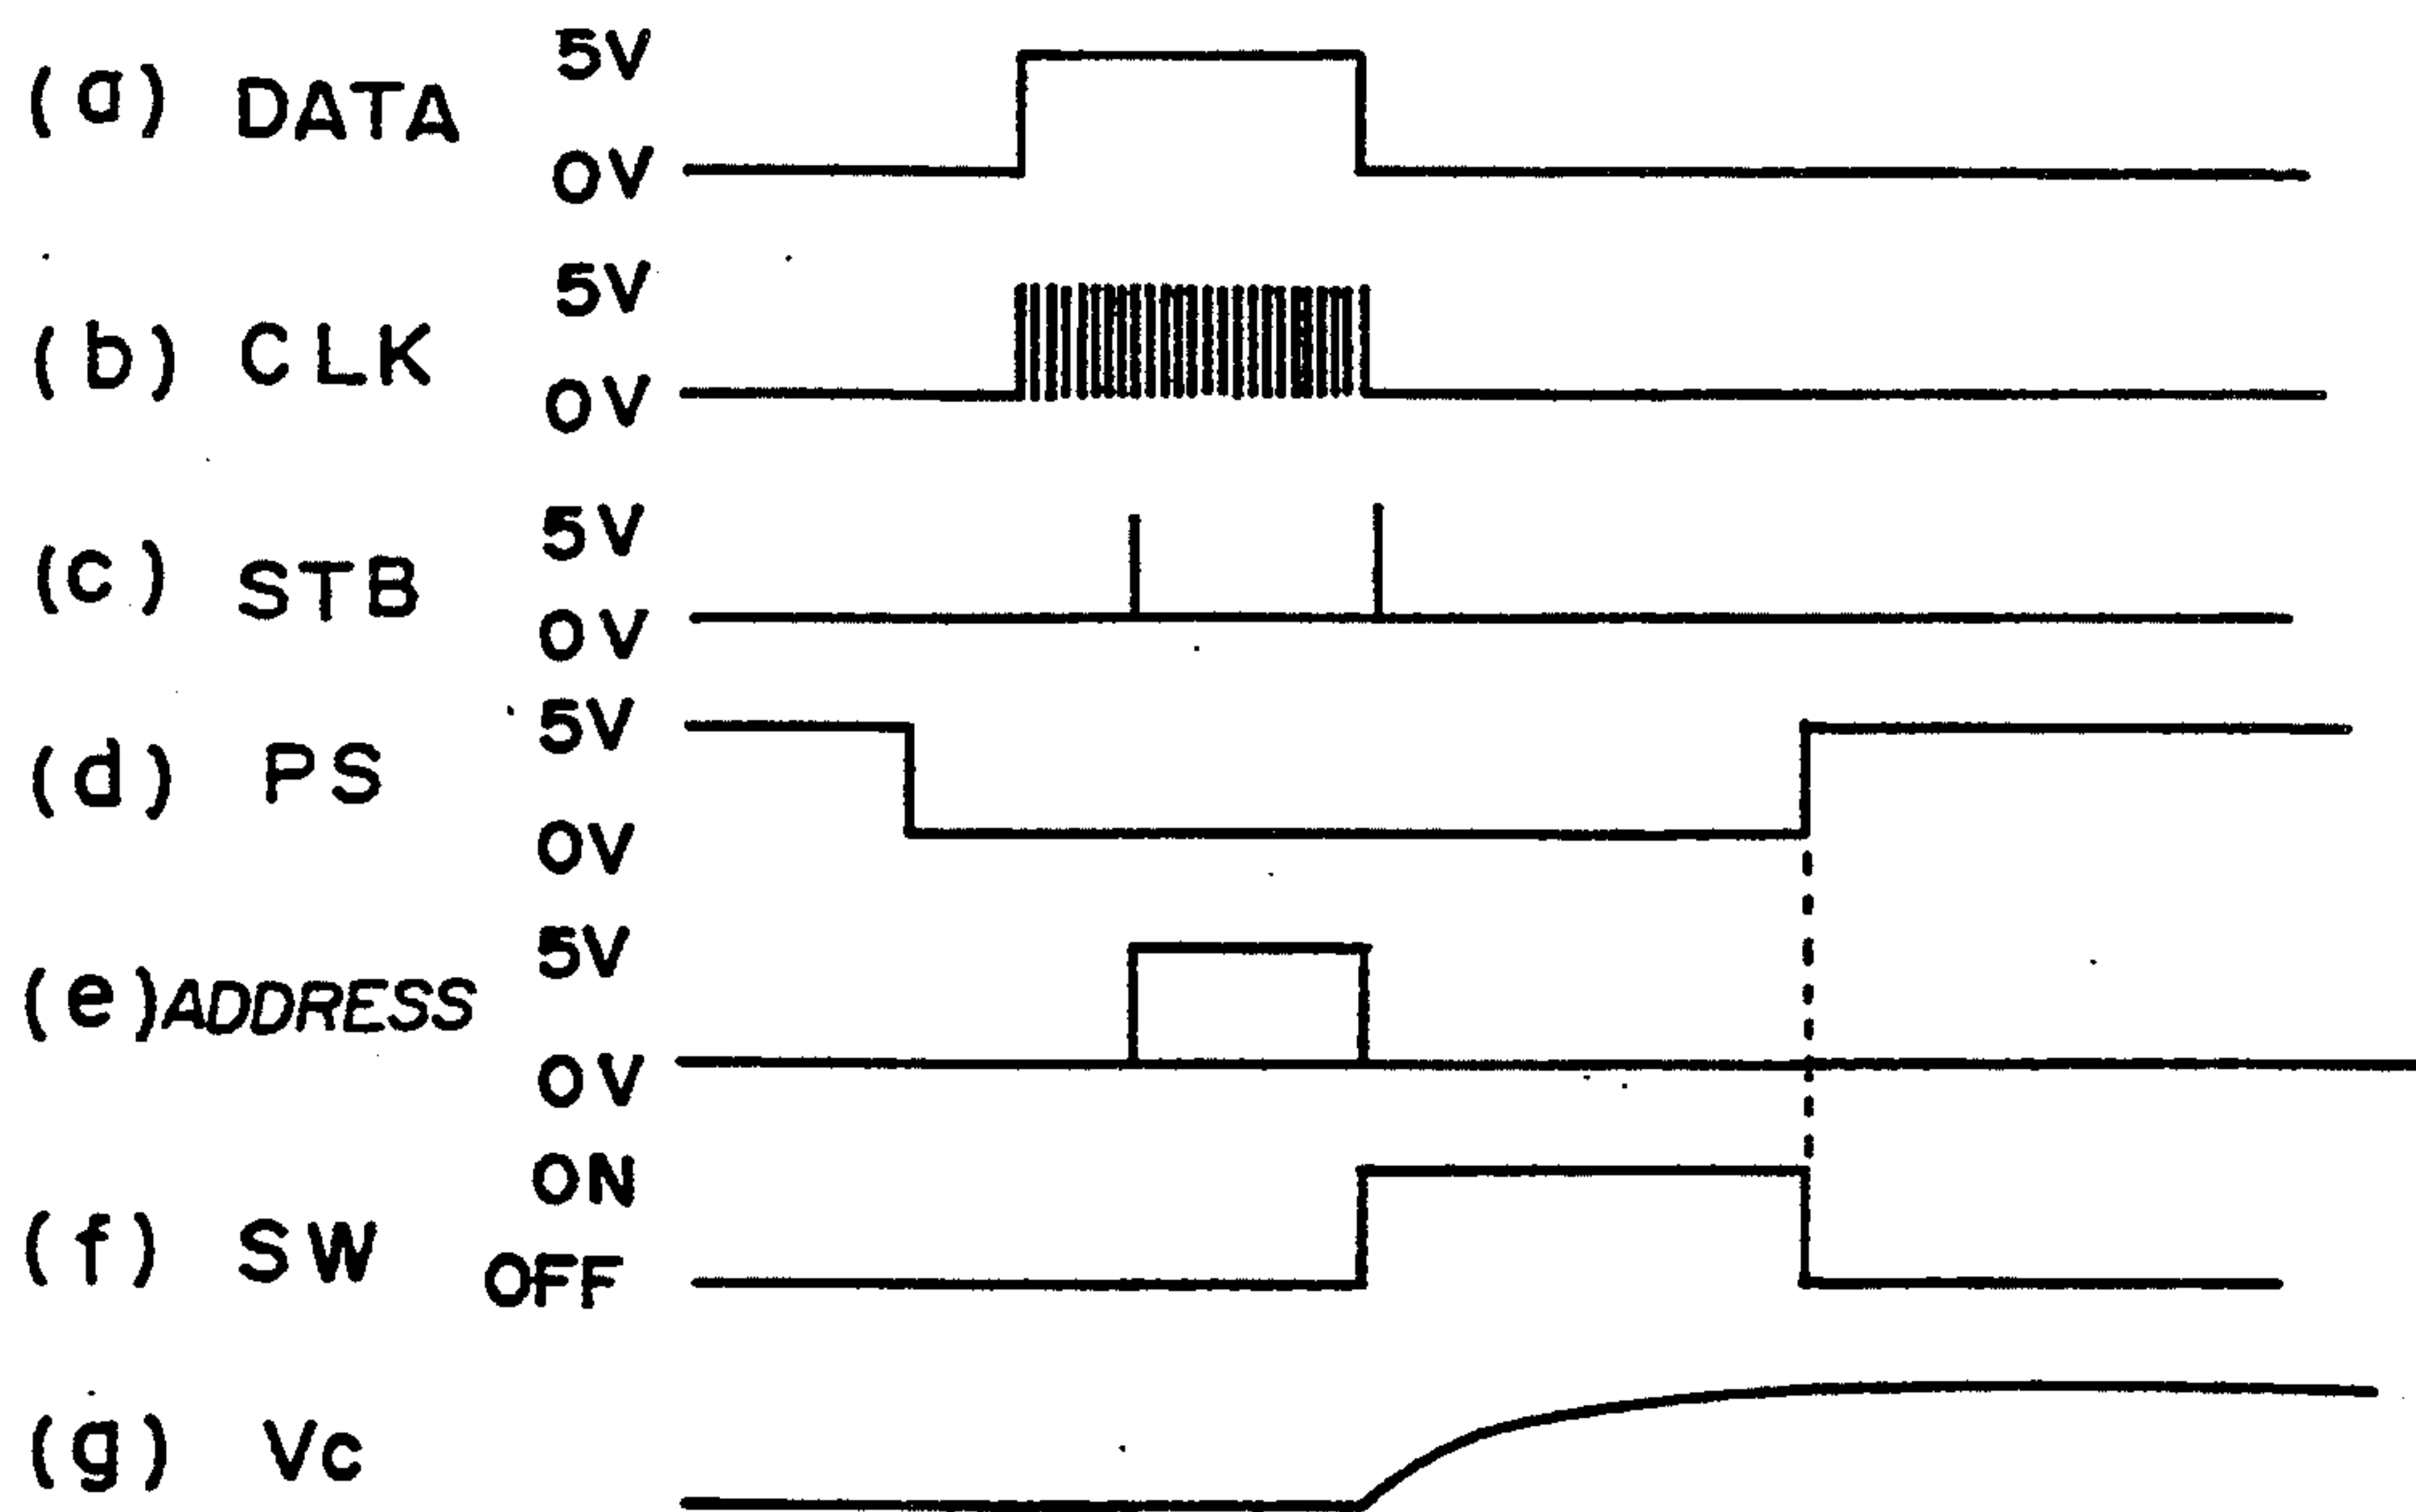 5V
(a) DATA
0V
5V
(b) CLK
0V
5V
(c) STB
0V
5V
(d) PS
0V
5V
(e) ADDRESS
0V
ON
(f) SW
OFF
(g) Vc